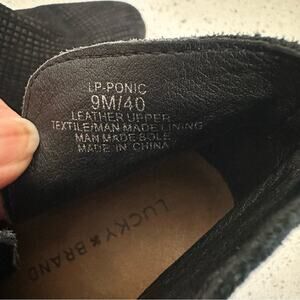 LP-PONIC
9M/40
LEATHER UPPER
TEXTILE/MAN MADE LINING
MAN MADE SOLE
MADE IN CHINA
LUCKY BRAND